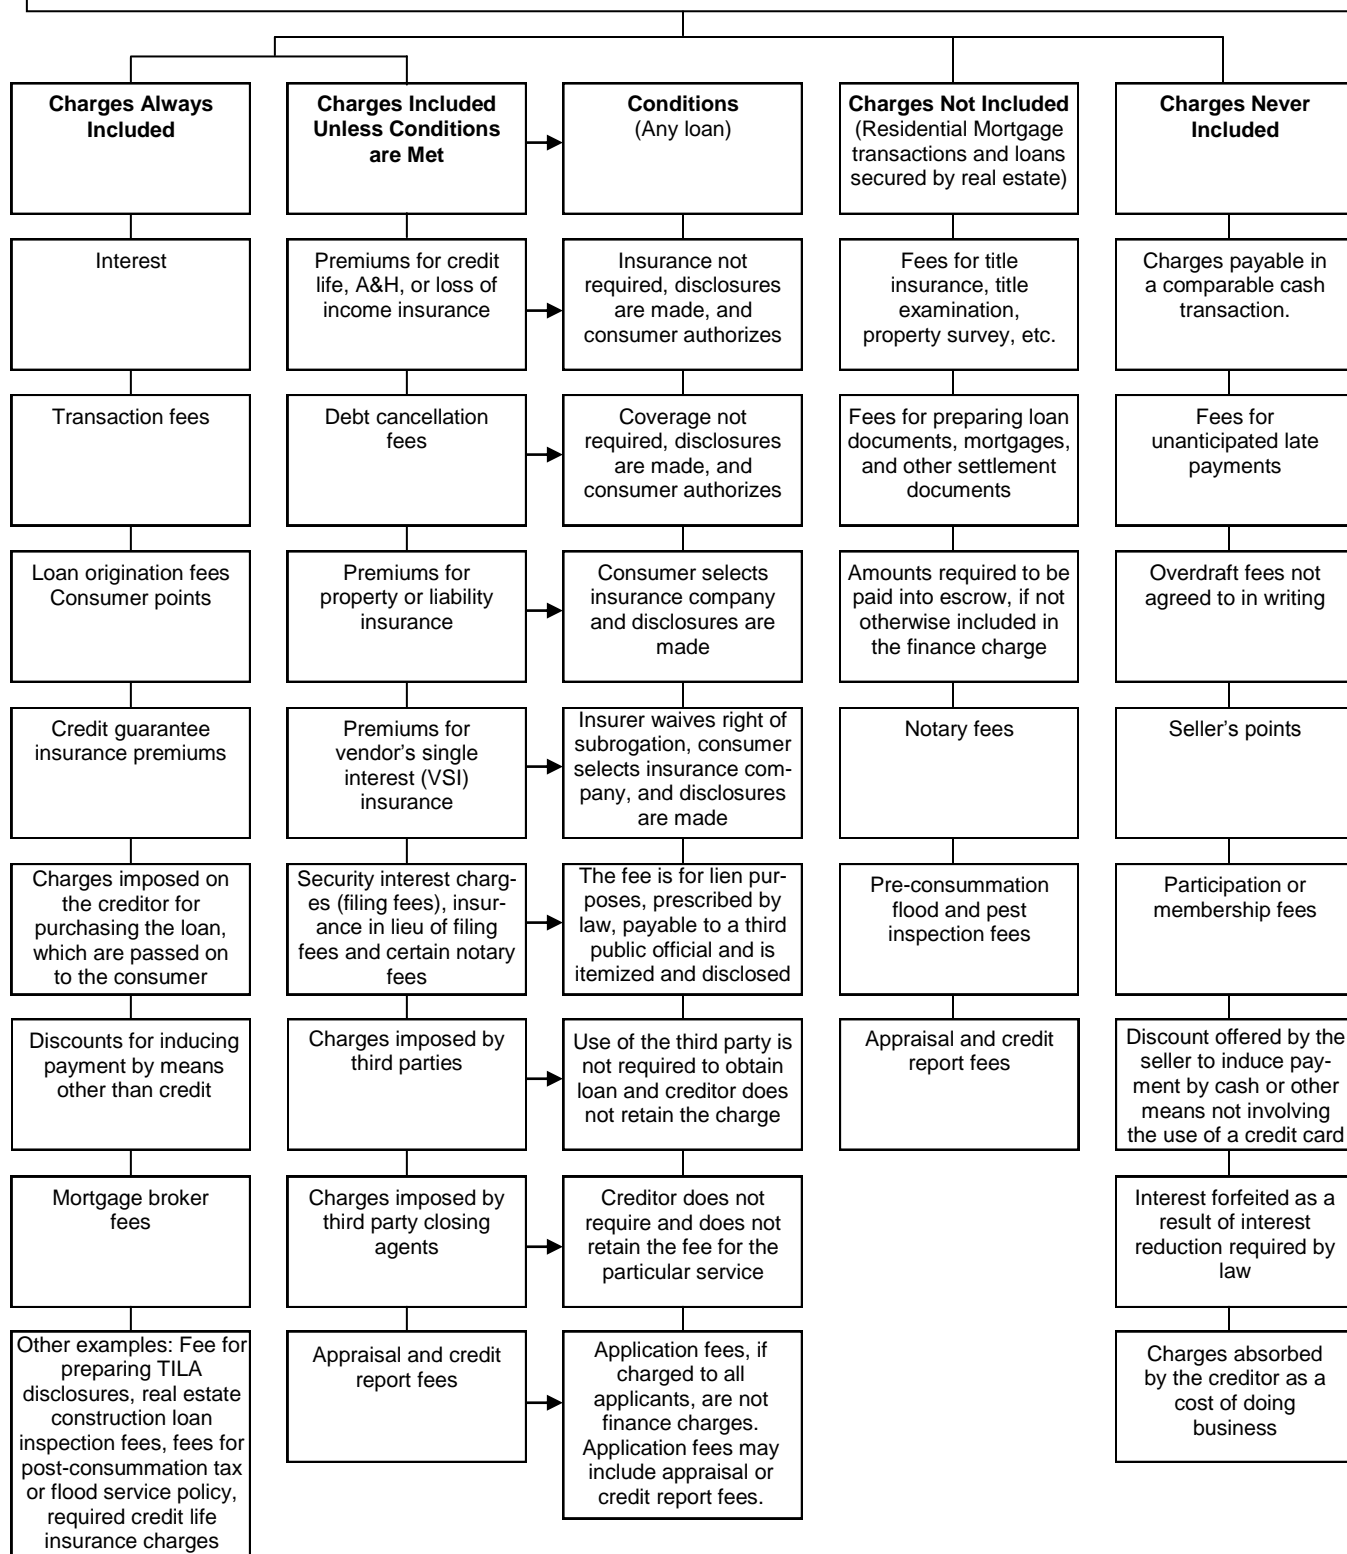 Charges Always
Included
Interest
Transaction fees
Loan origination fees
Consumer points
Credit guarantee
insurance premiums
Charges imposed on
the creditor for
purchasing the loan,
which are passed on
to the consumer
Discounts for inducing
payment by means
other than credit
Mortgage broker
fees
Other examples: Fee for
preparing TILA
disclosures, real estate
construction loan
inspection fees, fees for
post-consummation tax
or flood service policy,
required credit life
insurance charges
Charges Included
Unless Conditions
are Met
Premiums for credit
life, A&H, or loss of
income insurance
Debt cancellation
fees
Premiums for
property or liability
insurance
Premiums for
vendor's single
interest (VSI)
insurance
Security interest charg-
es (filing fees), insur-
ance in lieu of filing
fees and certain notary
fees
Charges imposed by
third parties
Charges imposed by
third party closing
agents
Appraisal and credit
report fees
Conditions
(Any loan)
Insurance not
required, disclosures
are made, and
consumer authorizes
Coverage not
required, disclosures
are made, and
consumer authorizes
Consumer selects
insurance company
and disclosures are
made
Insurer waives right of
subrogation, consumer
selects insurance com-
pany, and disclosures
are made
The fee is for lien pur-
poses, prescribed by
law, payable to a third
public official and is
itemized and disclosed
Use of the third party is
not required to obtain
loan and creditor does
not retain the charge
Creditor does not
require and does not
retain the fee for the
particular service
Application fees, if
charged to all
applicants, are not
finance charges.
Application fees may
include appraisal or
credit report fees.
Charges Not Included
(Residential Mortgage
transactions and loans
secured by real estate)
Fees for title
insurance, title
examination,
property survey, etc.
Fees for preparing loan
documents, mortgages,
and other settlement
documents
Amounts required to be
paid into escrow, if not
otherwise included in
the finance charge
Notary fees
Pre-consummation
flood and pest
inspection fees
Appraisal and credit
report fees
Charges Never
Included
Charges payable in
a comparable cash
transaction.
Fees for
unanticipated late
payments
Overdraft fees not
agreed to in writing
Seller's points
Participation or
membership fees
Discount offered by the
seller to induce pay-
ment by cash or other
means not involving
the use of a credit card
Interest forfeited as a
result of interest
reduction required by
law
Charges absorbed
by the creditor as a
cost of doing
business